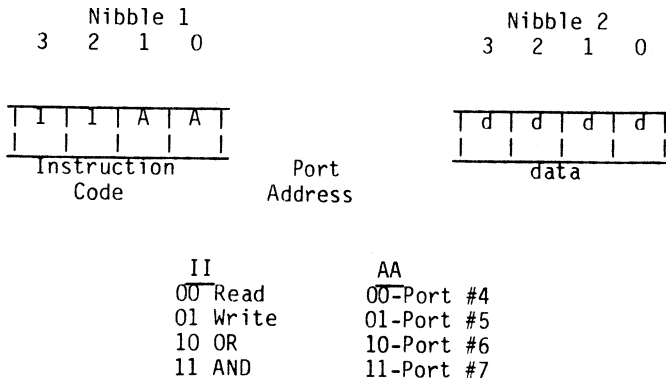 Nibble 1 Nibble 2
3 2 1 0 3 2 1 0
I I A A d d d d
Instruction Port data
Code Address
II AA
00 Read 00-Port #4
01 Write 01-Port #5
10 OR 10-Port #6
11 AND 11-Port #7